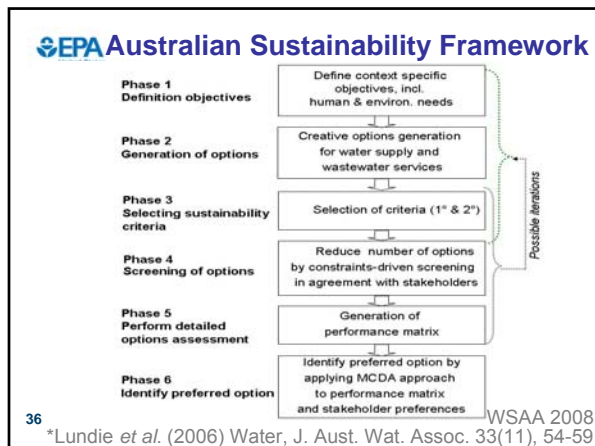 EPA Australian Sustainability Framework
Phase 1
Definition objectives
Define context specific
objectives, incl.
human & environ. needs
Phase 2
Generation of options
Creative options generation
for water supply and
wastewater services
Phase 3
Selecting sustainability
criteria
Selection of criteria (1° & 2°)
Phase 4
Screening of options
Reduce number of options
by constraints-driven screening
in agreement with stakeholders
Phase 5
Perform detailed
options assessment
Generation of
performance matrix
Phase 6
Identify preferred option
Identify preferred option by
applying MCDA approach
to performance matrix
and stakeholder preferences
Possible iterations
36
WSAA 2008
*Lundie et al. (2006) Water, J. Aust. Wat. Assoc. 33(11), 54-59